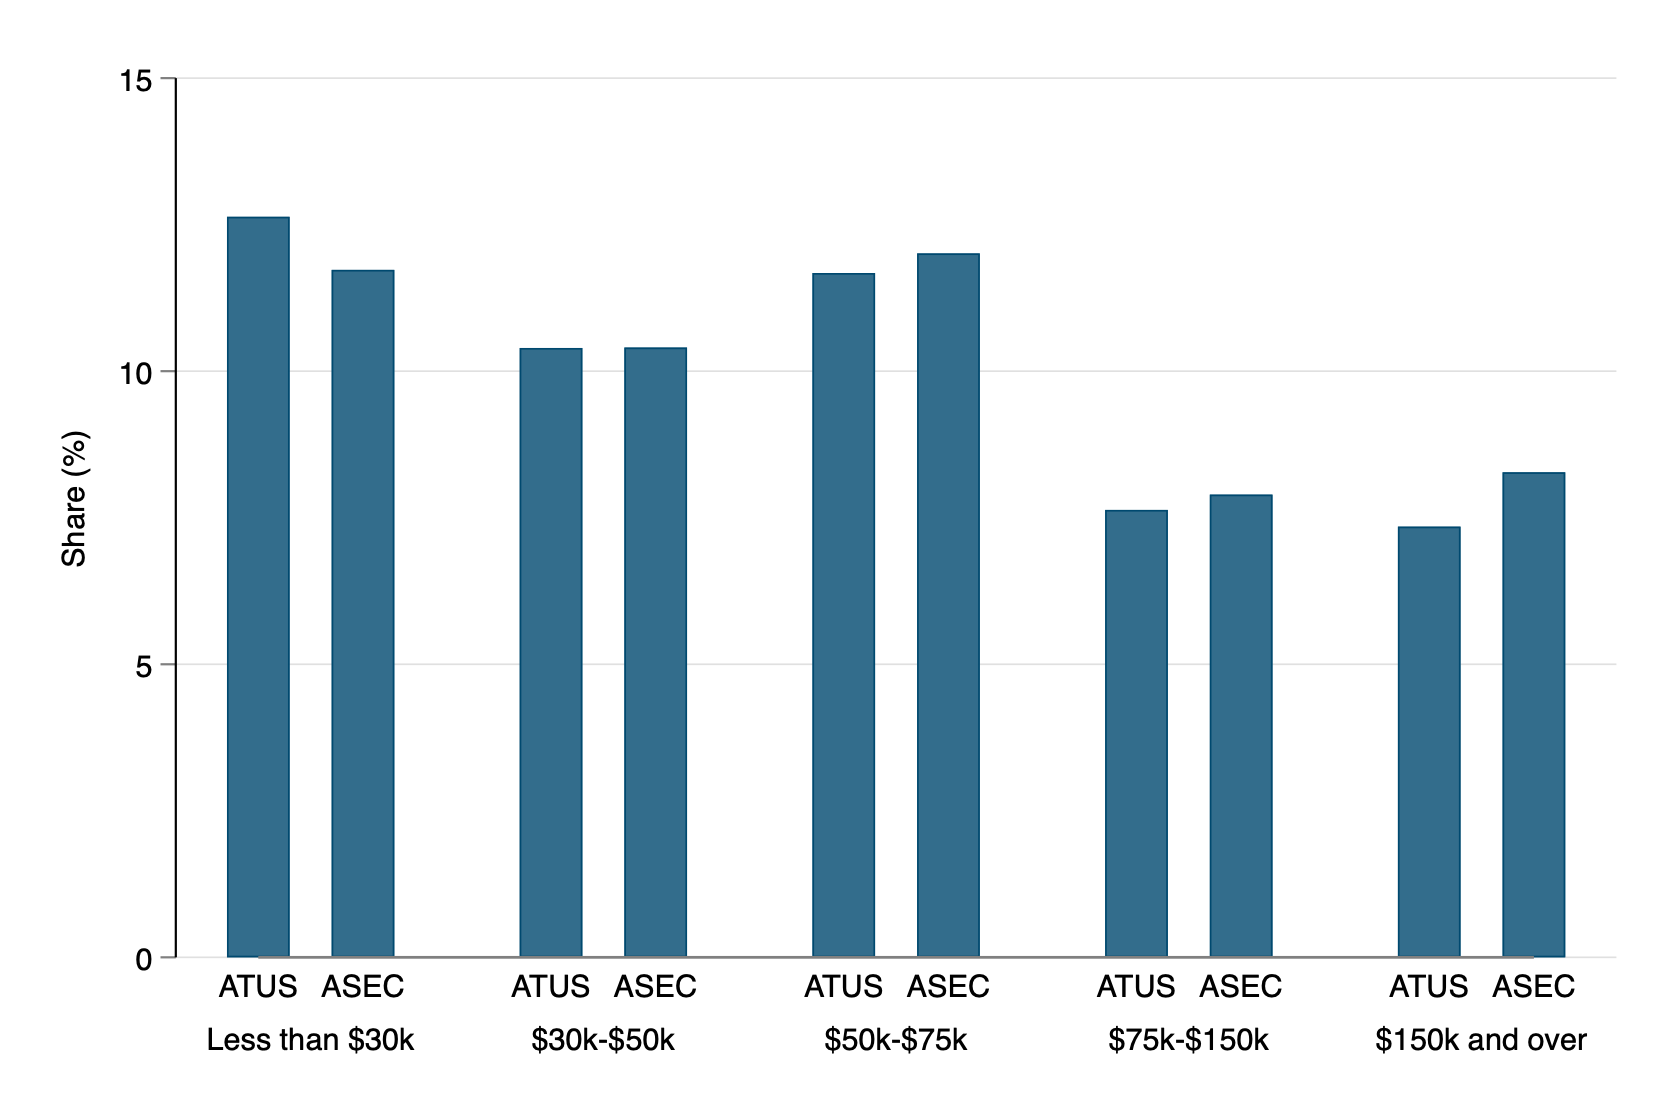 15
10
5
0
Share (%)
ATUS ASEC ATUS ASEC ATUS ASEC ATUS ASEC ATUS ASEC
Less than $30k $30k-$50k $50k-$75k $75k-$150k $150k and over